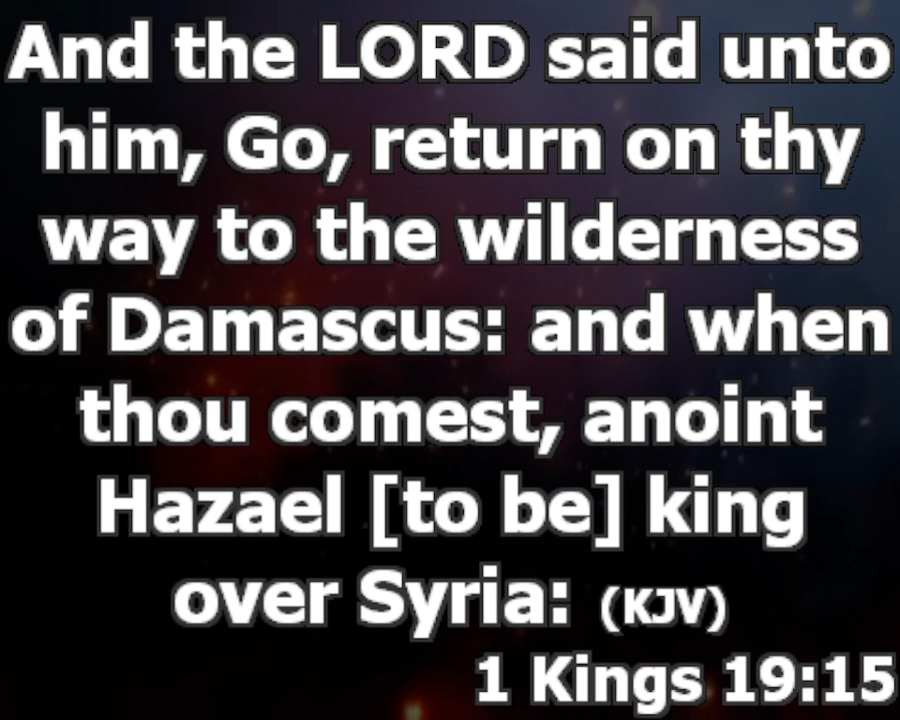 And the LORD said unto
him, Go, return on thy
way to the wilderness
of Damascus: and when
thou comest, anoint
Hazael [to be] king
over Syria: (KJV)
1 Kings 19:15